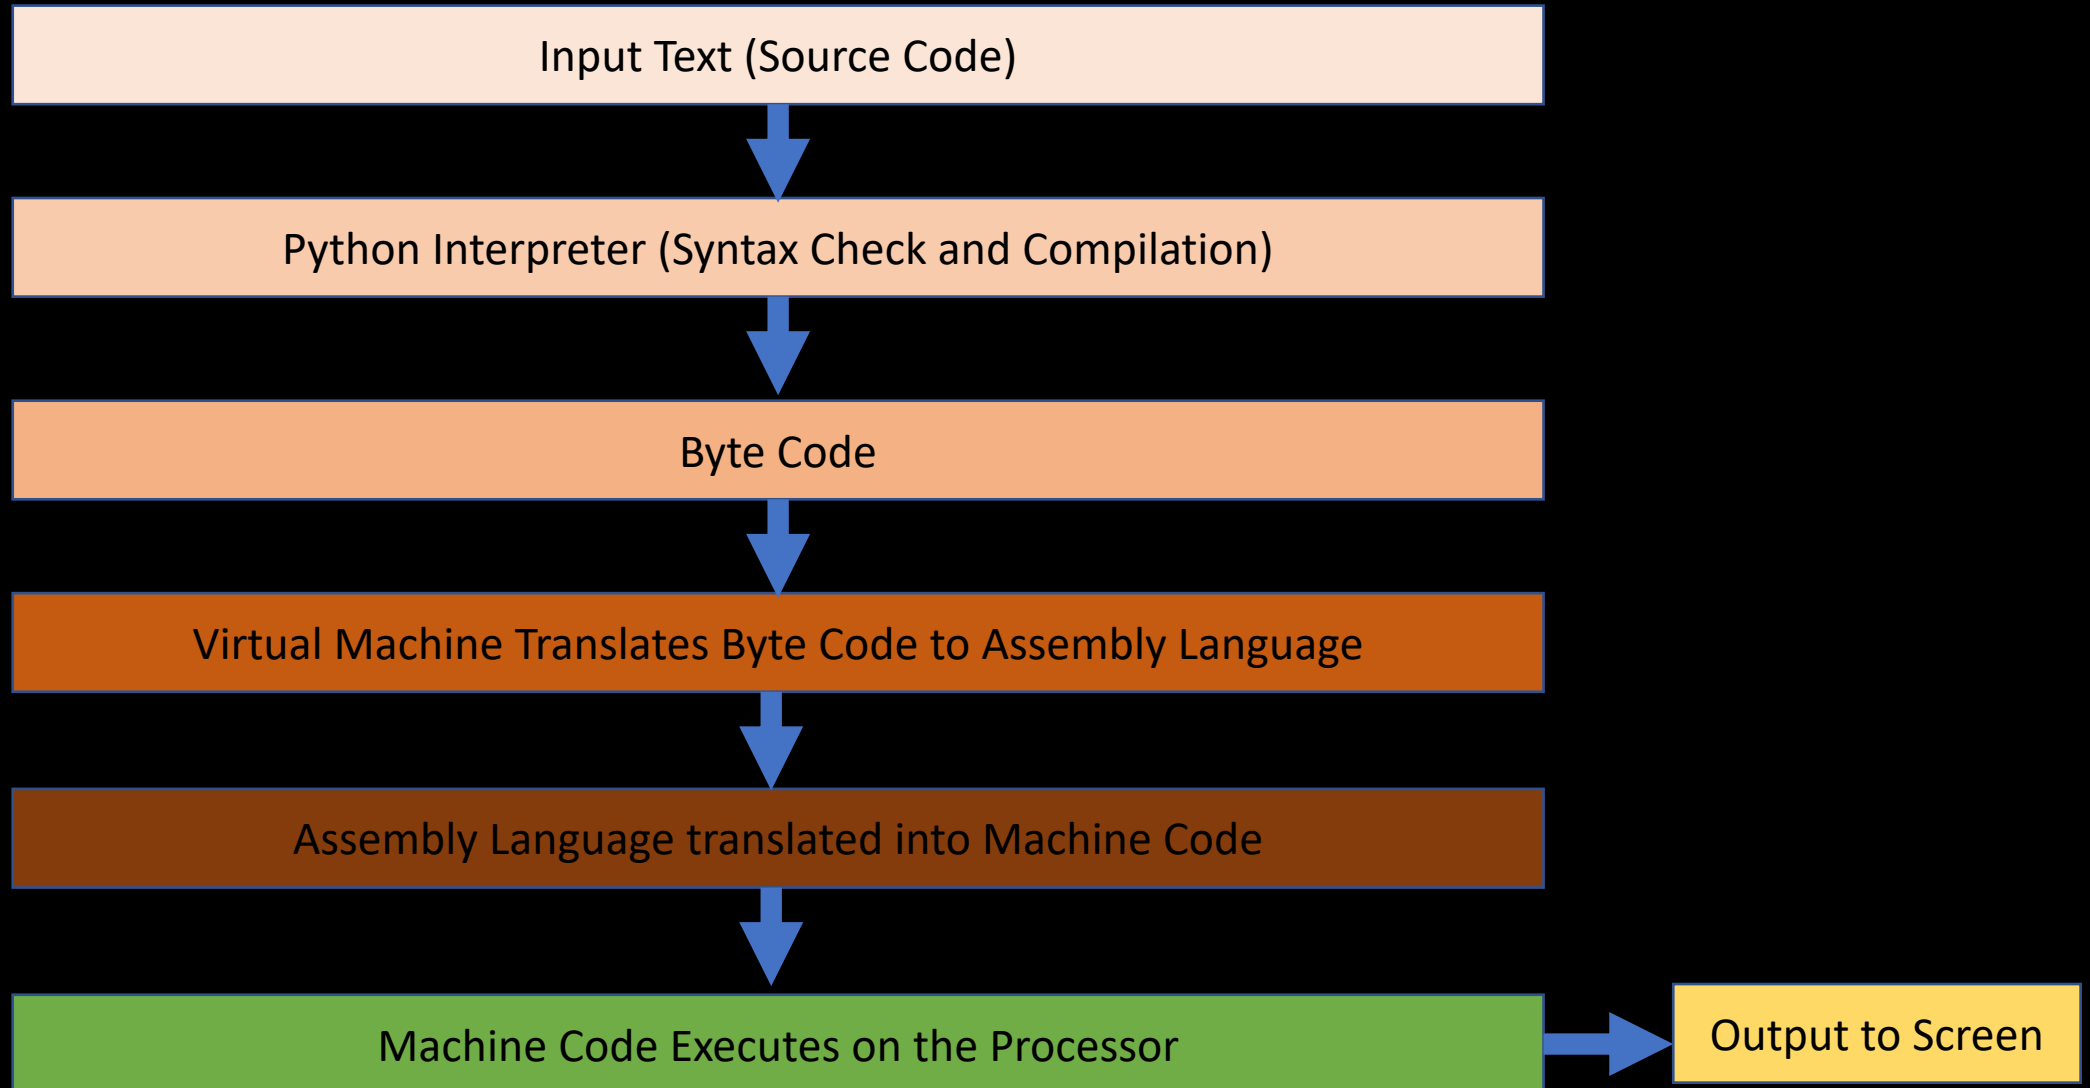 Input Text (Source Code)
Python Interpreter (Syntax Check and Compilation)
Byte Code
Virtual Machine Translates Byte Code to Assembly Language
Assembly Language translated into Machine Code
Machine Code Executes on the Processor
Output to Screen